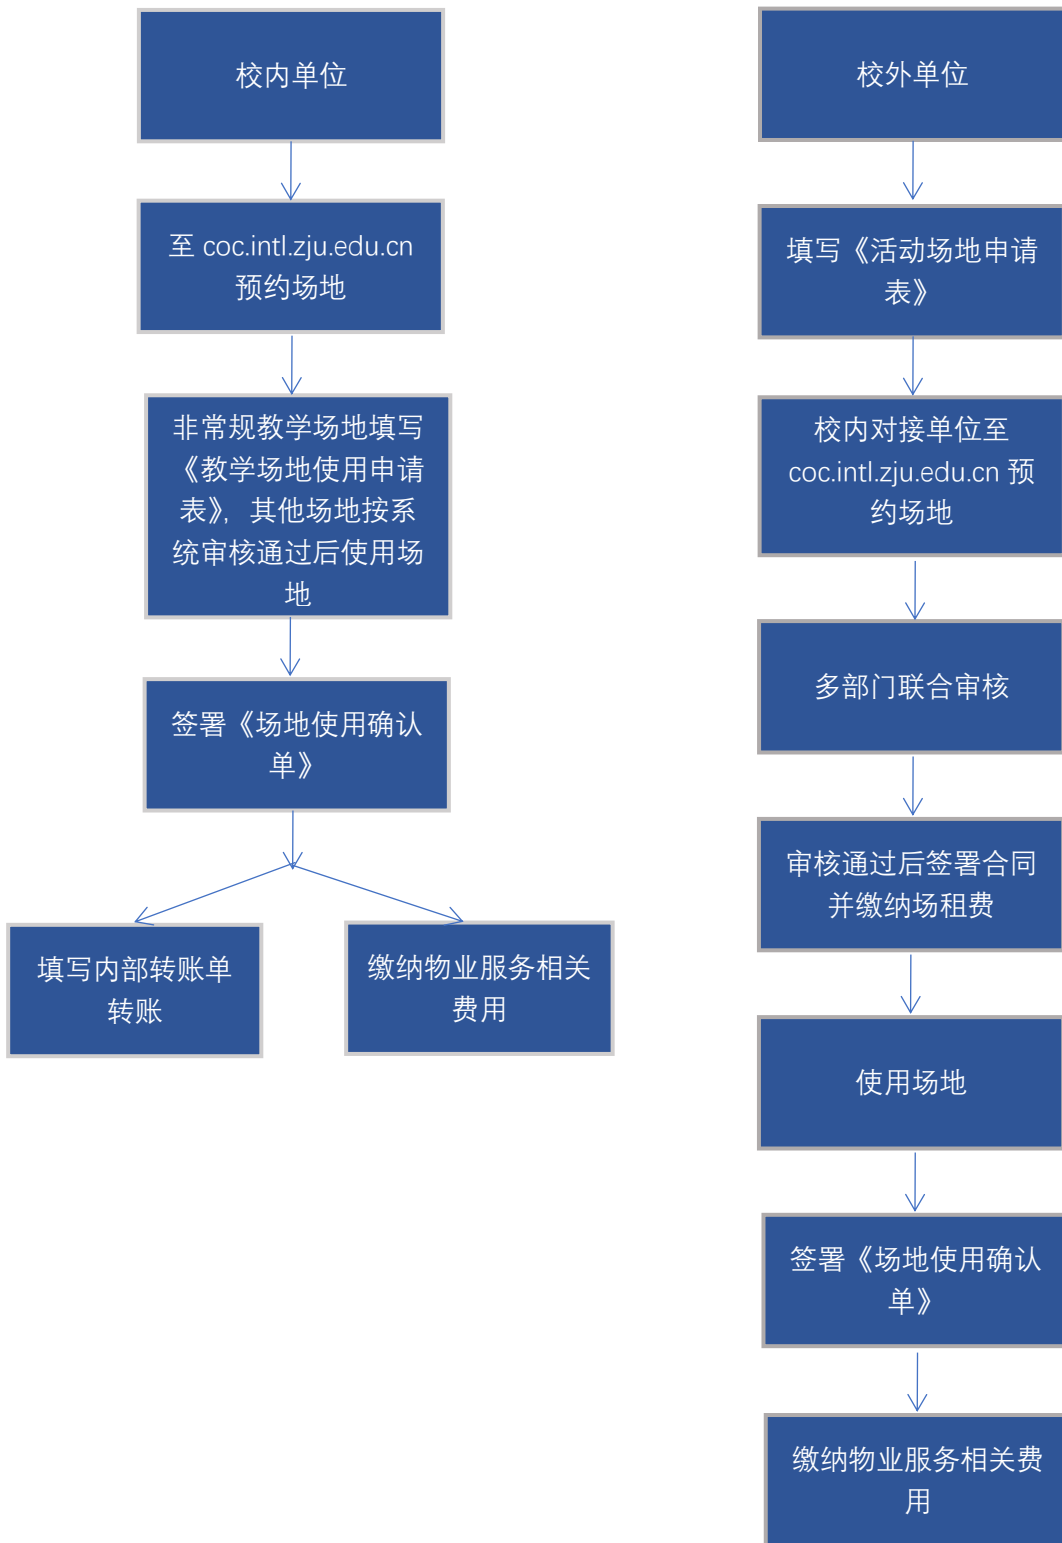 校内单位
至 coc.intl.zju.edu.cn
预约场地
非常规教学场地填写
《教学场地使用申请
表》，其他场地按系
统审核通过后使用场
地
签署《场地使用确认
单》
填写内部转账单
转账
缴纳物业服务相关
费用
校外单位
填写《活动场地申请
表》
校内对接单位至
coc.intl.zju.edu.cn 预
约场地
多部门联合审核
审核通过后签署合同
并缴纳场租费
使用场地
签署《场地使用确认
单》
缴纳物业服务相关费
用